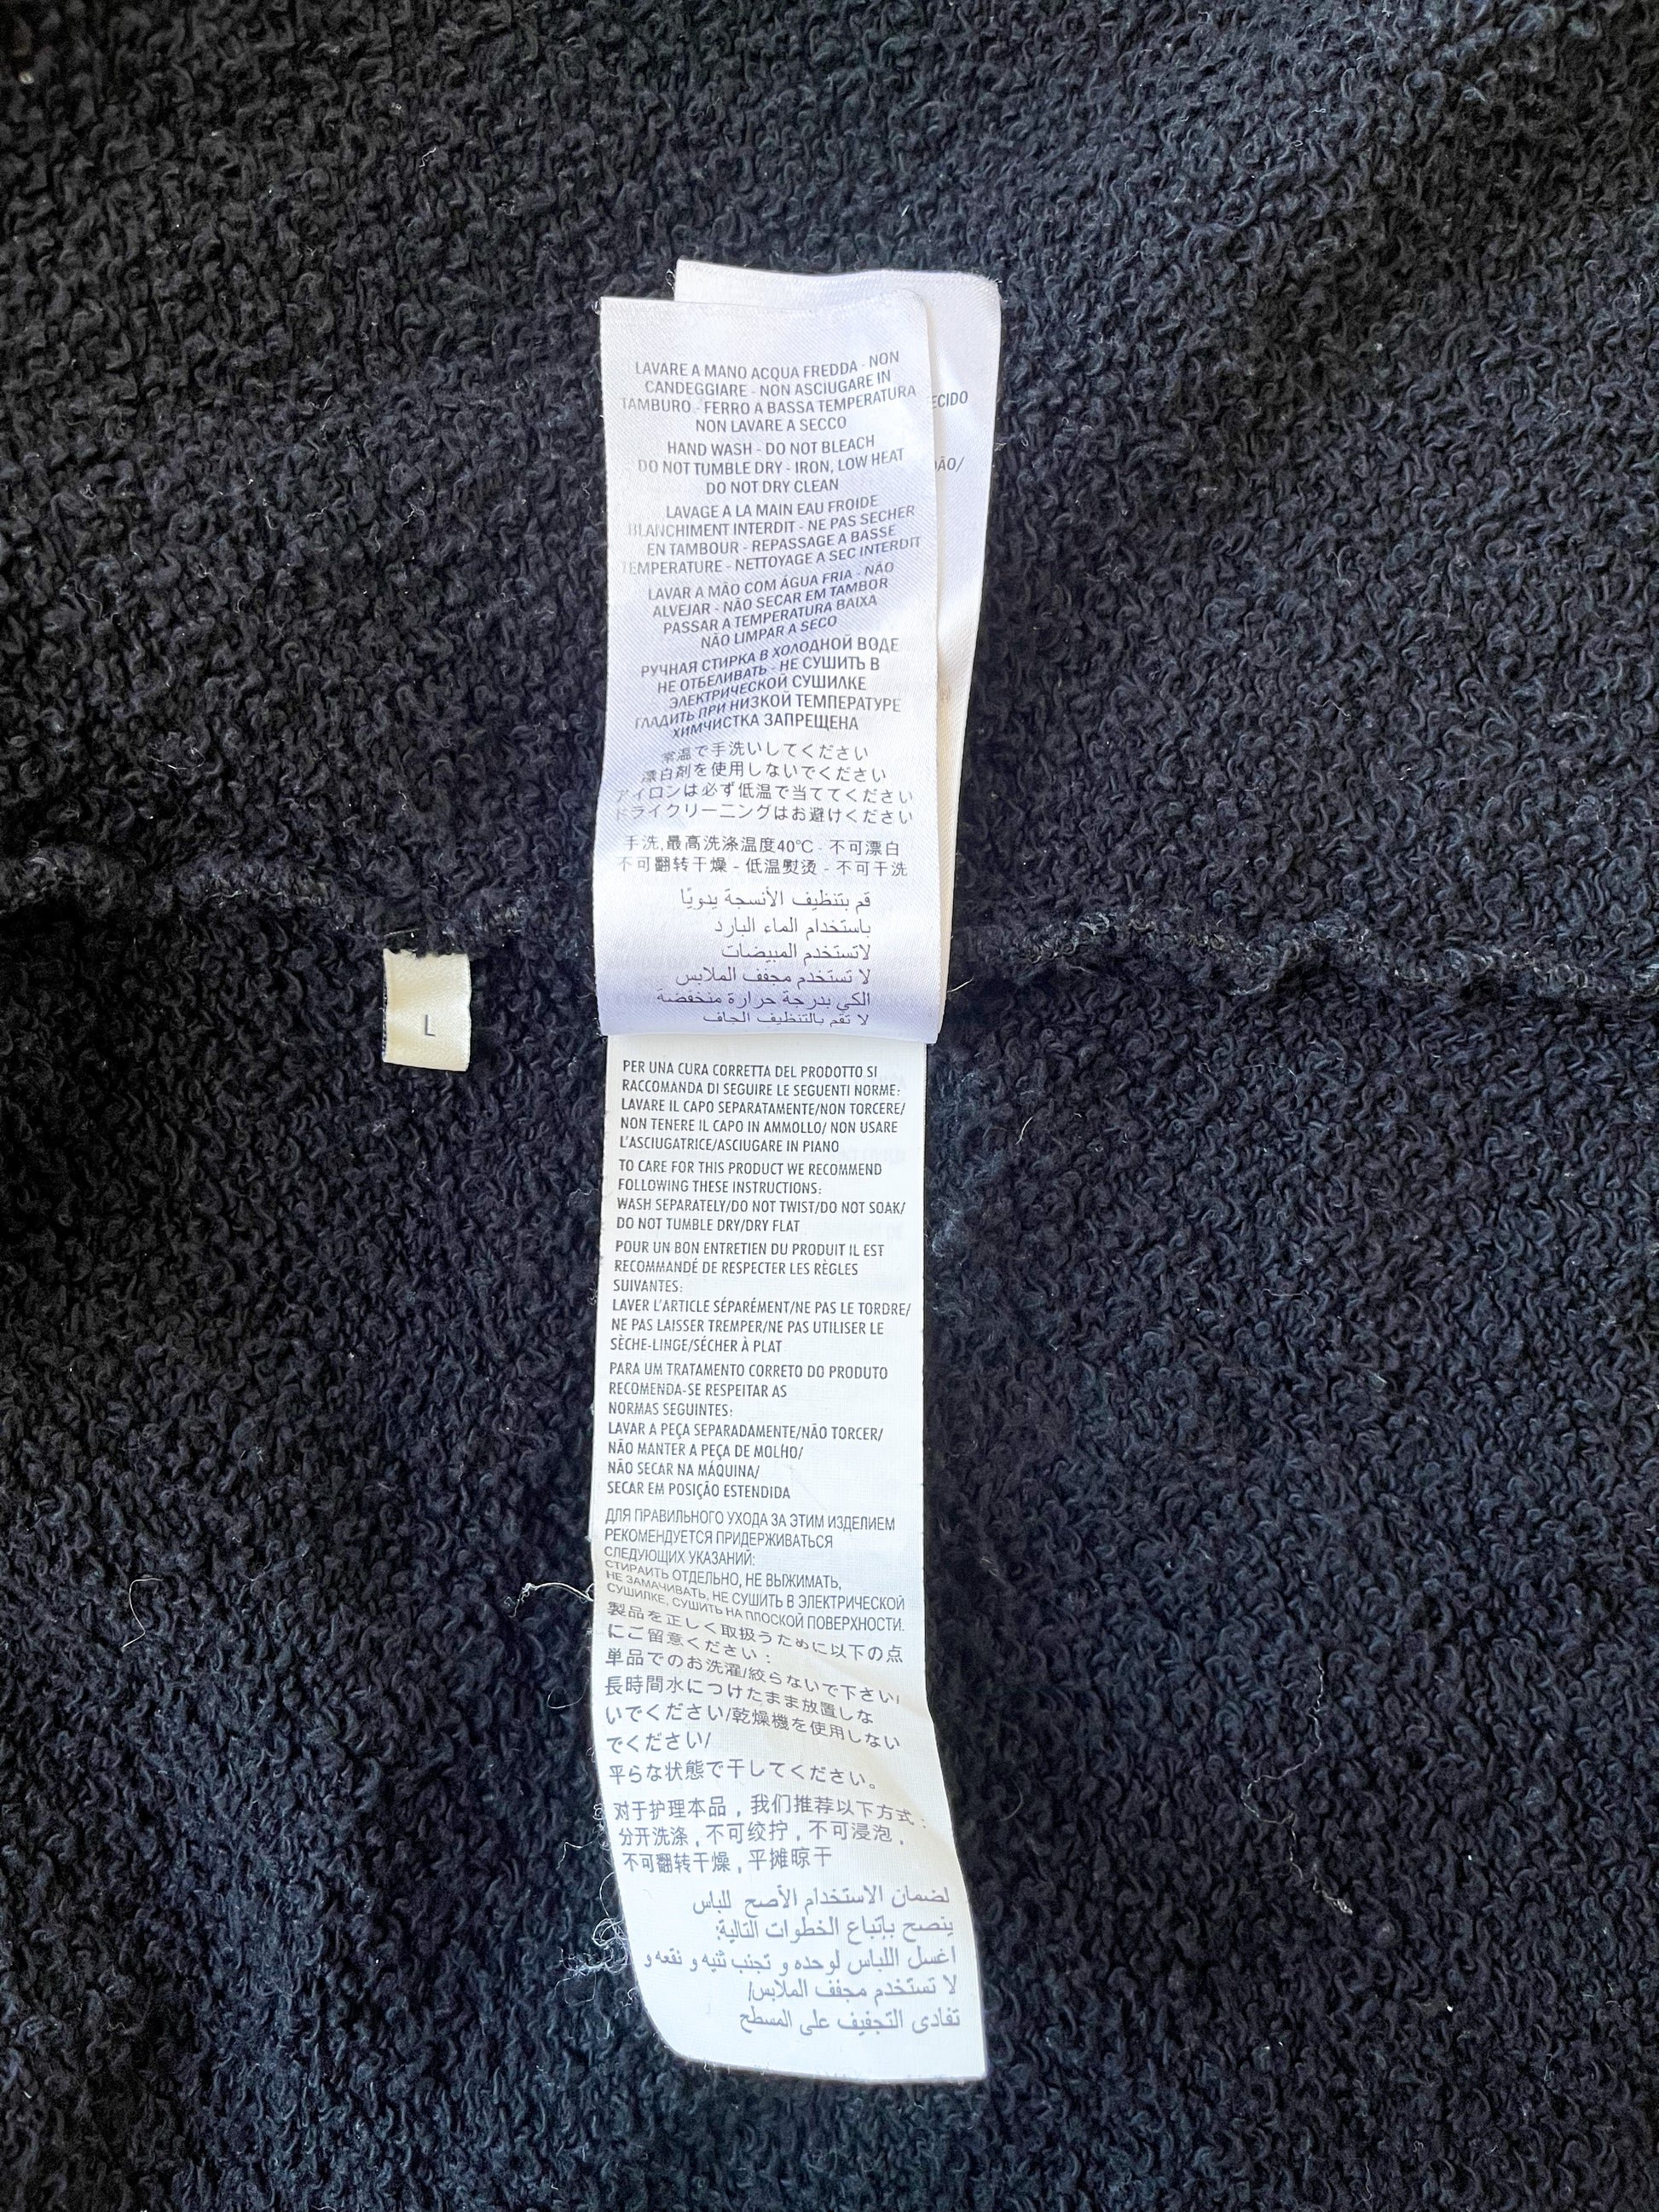 LAVARE A MANO ACQUA FREDDA - NON
CANDEGGIARE - NON ASCIUGARE IN
TAMBURO - FERRO A BASSA TEMPERATURA
NON LAVARE A SECCO
HAND WASH - DO NOT BLEACH
DO NOT TUMBLE DRY - IRON, LOW HEAT
DO NOT DRY CLEAN
LAVAGE A LA MAIN EAU FROIDE
BLANCHIMENT INTERDIT - NE PAS SECHER
EN TAMBOUR - REPASSAGE A BASSE
TEMPERATURE - NETTOYAGE A SEC INTERDIT
LAVAR A MÃO COM ÁGUA FRIA - NÃO
ALVEJAR - NÃO SECAR EM TAMBOR
PASSAR A TEMPERATURA BAIXA
NÃO LIMPAR A SECO
РУЧНАЯ СТИРКА В ХОЛОДНОЙ ВОДЕ
НЕ ОТБЕЛИВАТЬ - НЕ СУШИТЬ В
ЭЛЕКТРИЧЕСКОЙ СУШИЛКЕ
ГЛАДИТЬ ПРИ НИЗКОЙ ТЕМПЕРАТУРЕ
ХИМЧИСТКА ЗАПРЕЩЕНА
常温で手洗いしてください
漂白剤を使用しないでください
アイロンは必ず低温で当ててください
ドライクリーニングはお避けください
手洗,最高洗涤温度40°C - 不可漂白
不可翻转干燥 - 低温熨烫 - 不可干洗
قم بتنظيف الأنسجة يدويًا
باستخدام الماء البارد
لاتستخدم المبيضات
لا تستخدم مجفف الملابس
الكي بدرجة حرارة منخفضة
لا تقم بالتنظيف الجاف
ECIDO
ÃO/
L
PER UNA CURA CORRETTA DEL PRODOTTO SI
RACCOMANDA DI SEGUIRE LE SEGUENTI NORME:
LAVARE IL CAPO SEPARATAMENTE/NON TORCERE/
NON TENERE IL CAPO IN AMMOLLO/ NON USARE
L'ASCIUGATRICE/ASCIUGARE IN PIANO
TO CARE FOR THIS PRODUCT WE RECOMMEND
FOLLOWING THESE INSTRUCTIONS:
WASH SEPARATELY/DO NOT TWIST/DO NOT SOAK/
DO NOT TUMBLE DRY/DRY FLAT
POUR UN BON ENTRETIEN DU PRODUIT IL EST
RECOMMANDÉ DE RESPECTER LES RÈGLES
SUIVANTES:
LAVER L'ARTICLE SÉPARÉMENT/NE PAS LE TORDRE/
NE PAS LAISSER TREMPER/NE PAS UTILISER LE
SÈCHE-LINGE/SÉCHER À PLAT
PARA UM TRATAMENTO CORRETO DO PRODUTO
RECOMENDA-SE RESPEITAR AS
NORMAS SEGUINTES:
LAVAR A PEÇA SEPARADAMENTE/NÃO TORCER/
NÃO MANTER A PEÇA DE MOLHO/
NÃO SECAR NA MÁQUINA/
SECAR EM POSIÇÃO ESTENDIDA
ДЛЯ ПРАВИЛЬНОГО УХОДА ЗА ЭТИМ ИЗДЕЛИЕМ
РЕКОМЕНДУЕТСЯ ПРИДЕРЖИВАТЬСЯ
СЛЕДУЮЩИХ УКАЗАНИЙ:
СТИРАИТЬ ОТДЕЛЬНО, НЕ ВЫЖИМАТЬ,
НЕ ЗАМАЧИВАТЬ, НЕ СУШИТЬ В ЭЛЕКТРИЧЕСКОЙ
СУШИЛКЕ, СУШИТЬ НА ПЛОСКОЙ ПОВЕРХНОСТИ.
製品を正しく取扱うために以下の点
にご留意ください：
単品でのお洗濯/絞らないで下さい/
長時間水につけたまま放置しな
いでください/乾燥機を使用しない
でください/
平らな状態で干してください。
对于护理本品，我们推荐以下方式：
分开洗涤，不可绞拧，不可浸泡，
不可翻转干燥，平摊晾干
لضمان الاستخدام الأصح للباس
ينصح بإتباع الخطوات التالية:
اغسل اللباس لوحده و تجنب ثنيه و نقعه و
لا تستخدم مجفف الملابس/
تفادى التجفيف على المسطح